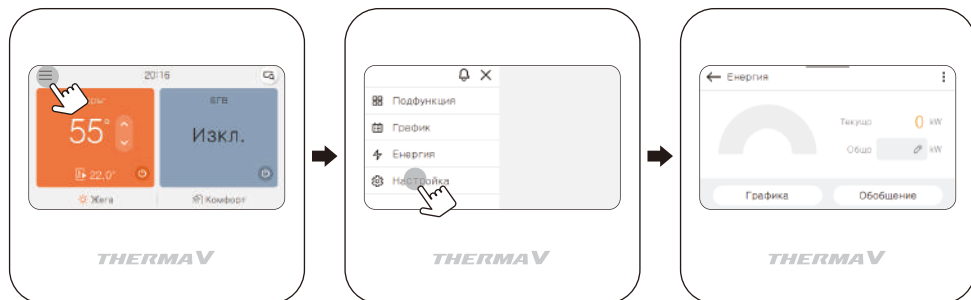 20:16
БГВ
55°
Изкл.
22.0°
Жега
Комфорт
THERMA V
Подфункция
График
Енергия
Настройка
THERMA V
Енергия
Текущо 0 kW
Общо kW
Графика
Обобщение
THERMA V